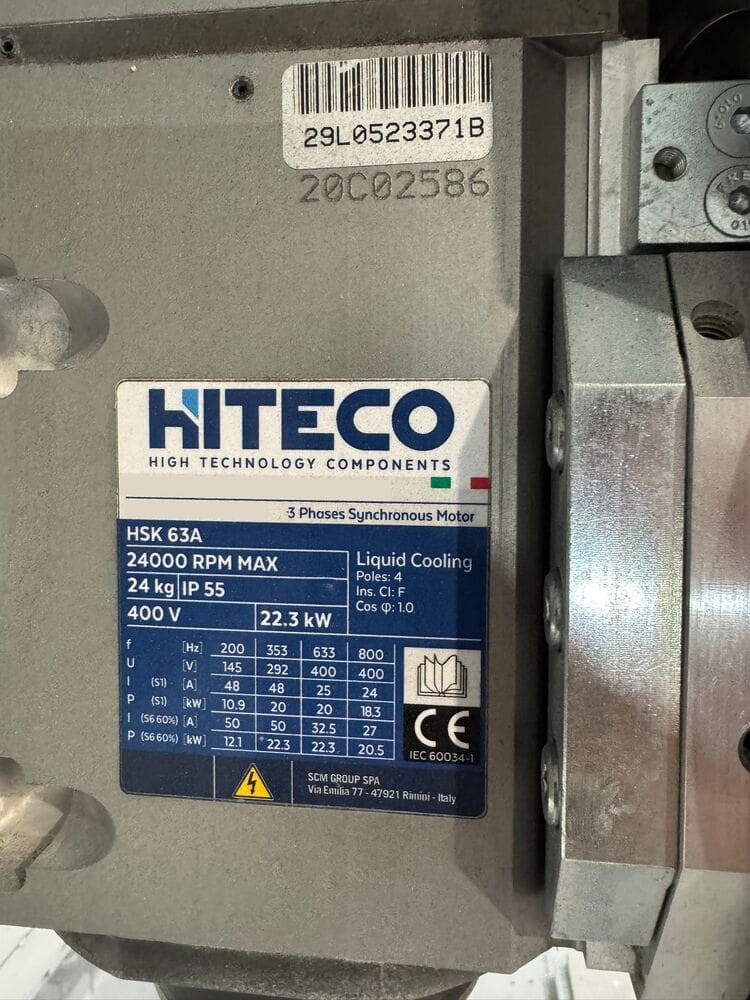 29L0523371B
20C02586
HITECO
HIGH TECHNOLOGY COMPONENTS
3 Phases Synchronous Motor
HSK 63A
24000 RPM MAX
24 kg IP 55
400 V 22.3 kW
Liquid Cooling
Poles: 4
Ins. Cl: F
Cos φ: 1.0
f [Hz] 200 353 633 800
U [V] 145 292 400 400
I (S1) [A] 48 48 25 24
P (S1) [kW] 10.9 20 20 18.3
I (S6 60%) [A] 50 50 32.5 27
P (S6 60%) [kW] 12.1 22.3 22.3 20.5
CE
IEC 60034-1
SCM GROUP SPA
Via Emilia 77 - 47921 Rimini - Italy